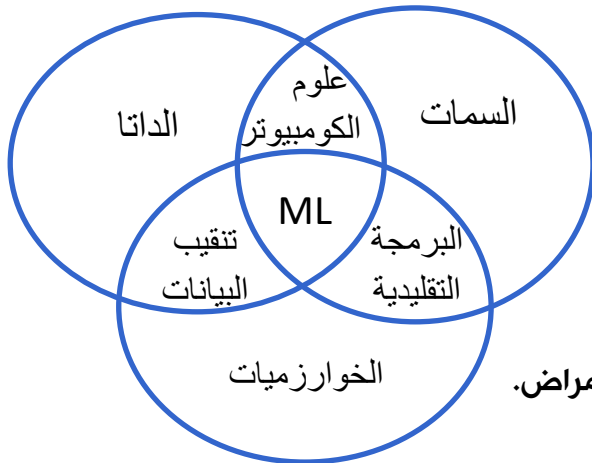 علوم
الكومبيوتر
السمات
الداتا
ML
البرمجة
التقليدية
تنقيب
البيانات
الخوارزميات